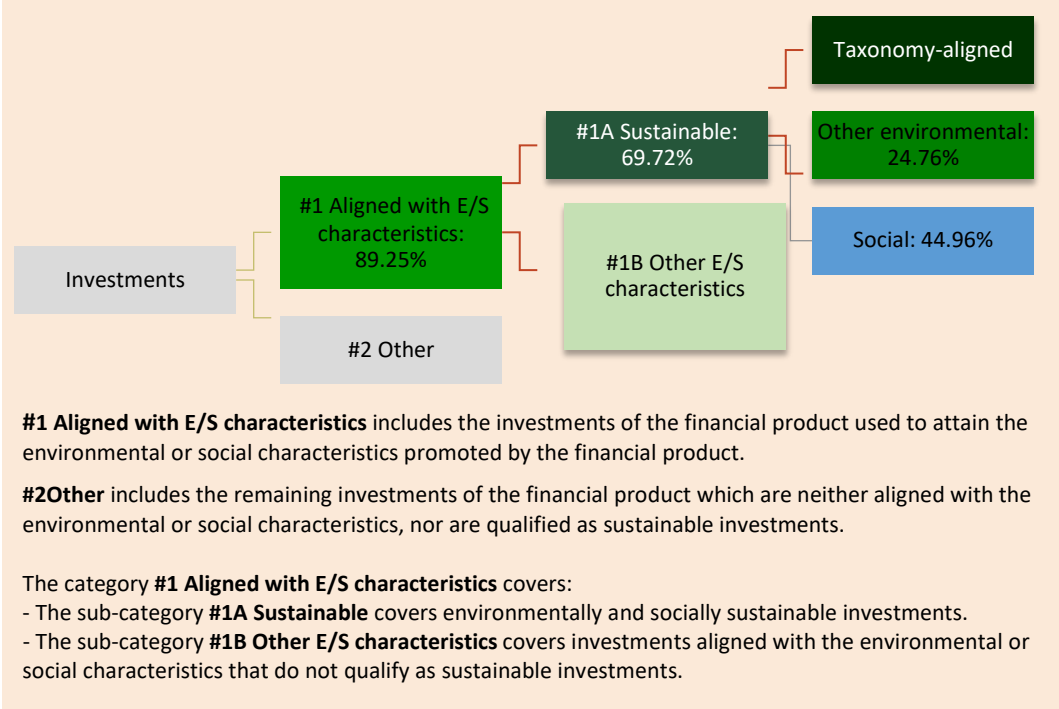 Taxonomy-aligned
#1A Sustainable:
69.72%
Other environmental:
24.76%
#1 Aligned with E/S
characteristics:
89.25%
Social: 44.96%
#1B Other E/S
characteristics
Investments
#2 Other
#1 Aligned with E/S characteristics includes the investments of the financial product used to attain the
environmental or social characteristics promoted by the financial product.
#2Other includes the remaining investments of the financial product which are neither aligned with the
environmental or social characteristics, nor are qualified as sustainable investments.
The category #1 Aligned with E/S characteristics covers:
- The sub-category #1A Sustainable covers environmentally and socially sustainable investments.
- The sub-category #1B Other E/S characteristics covers investments aligned with the environmental or
social characteristics that do not qualify as sustainable investments.